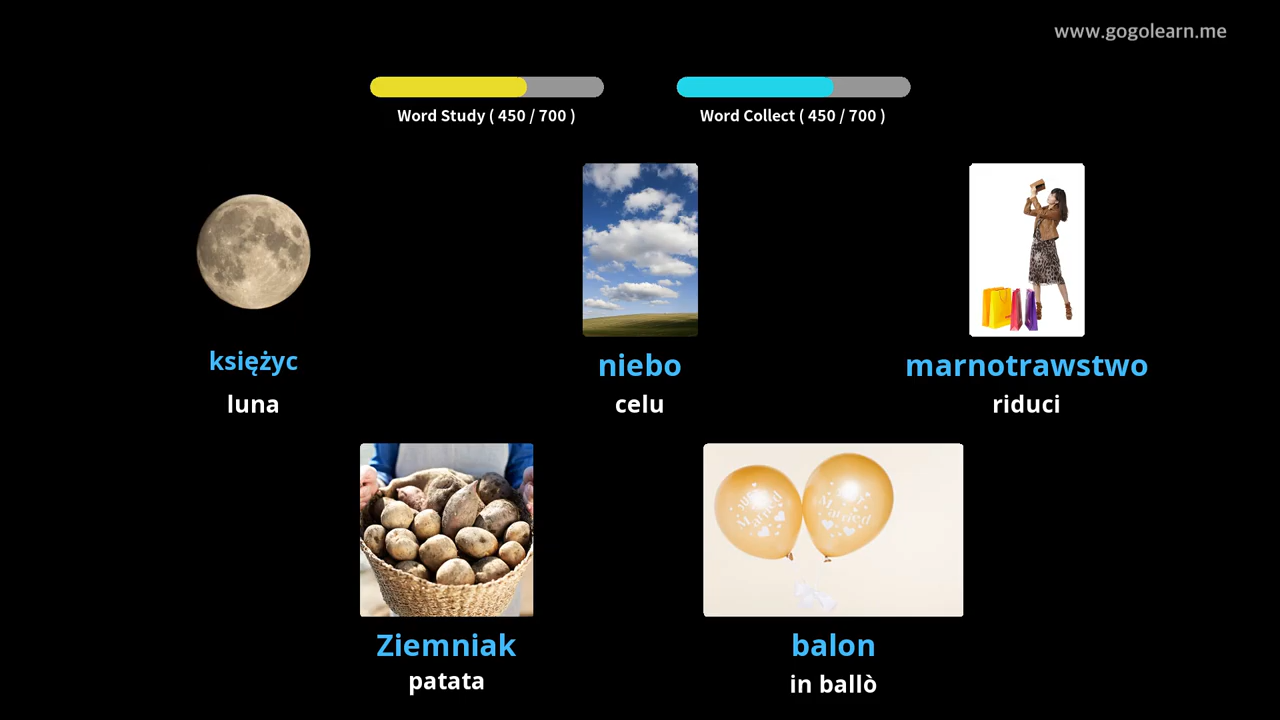 www.gogolearn.me
Word Study ( 450 / 700 )
Word Collect ( 450 / 700 )
księżyc
niebo
marnotrawstwo
luna
celu
riduci
Ziemniak
balon
patata
in ballò